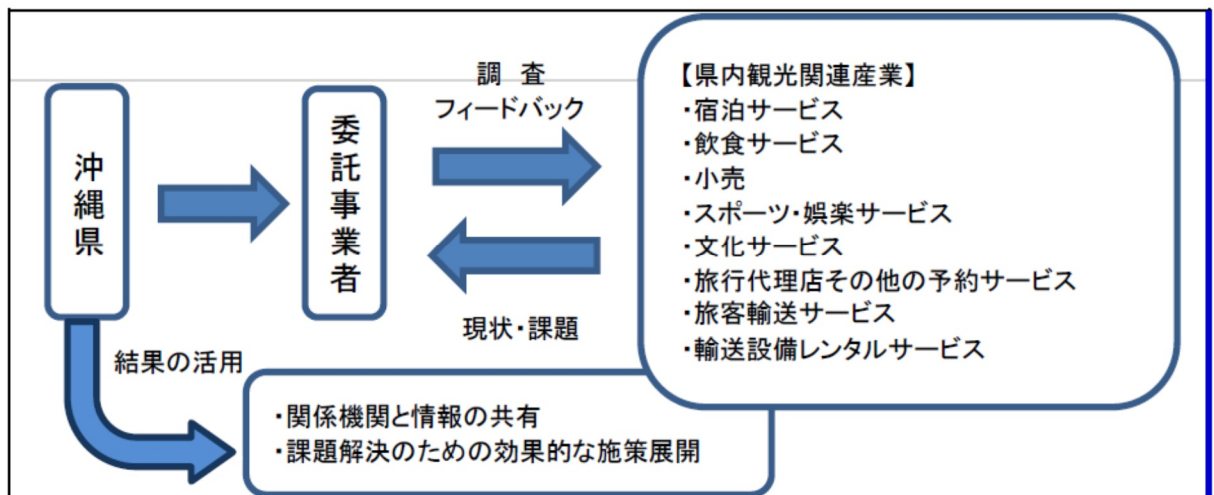 沖縄県
委託事業者
調　査
フィードバック
現状・課題
【県内観光関連産業】
・宿泊サービス
・飲食サービス
・小売
・スポーツ・娯楽サービス
・文化サービス
・旅行代理店その他の予約サービス
・旅客輸送サービス
・輸送設備レンタルサービス
結果の活用
・関係機関と情報の共有
・課題解決のための効果的な施策展開